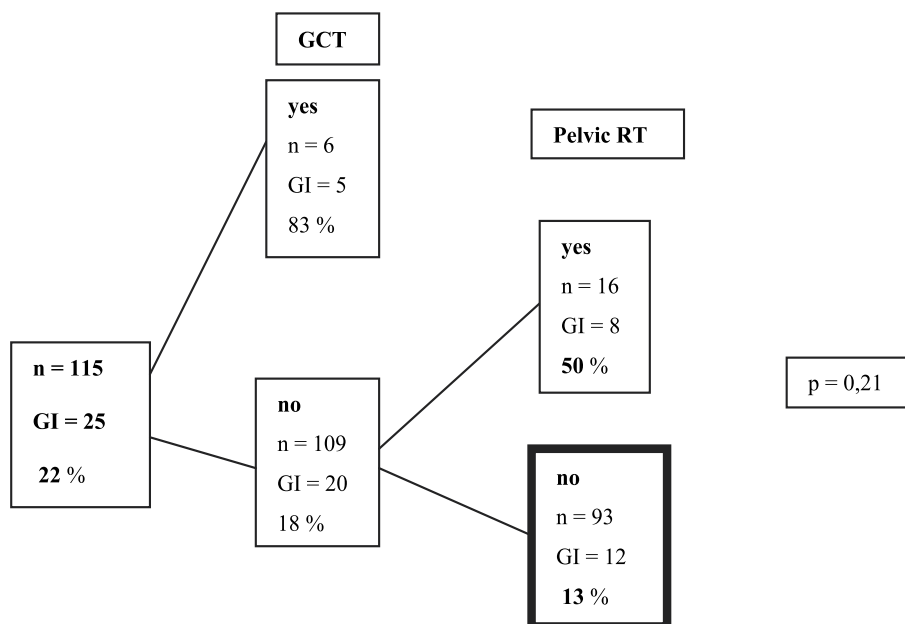 GCT
yes
n = 6
GI = 5
83 %
Pelvic RT
yes
n = 16
GI = 8
50 %
n = 115
GI = 25
22 %
no
n = 109
GI = 20
18 %
p = 0,21
no
n = 93
GI = 12
13 %